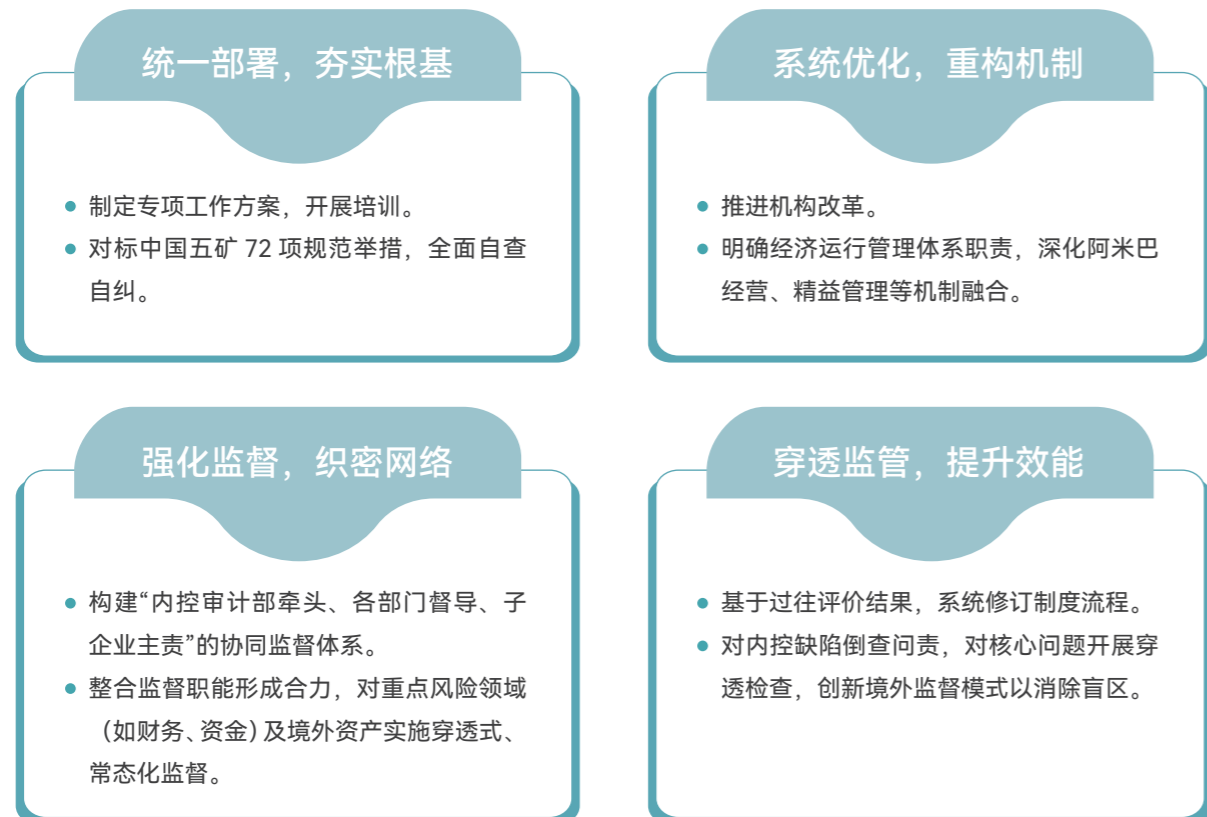 统一部署，夯实根基
制定专项工作方案，开展培训。
对标中国五矿 72 项规范举措，全面自查
自纠。
系统优化，重构机制
推进机构改革。
明确经济运行管理体系职责，深化阿米巴
经营、精益管理等机制融合。
强化监督，织密网络
构建“内控审计部牵头、各部门督导、子
企业主责”的协同监督体系。
整合监督职能形成合力，对重点风险领域
（如财务、资金）及境外资产实施穿透式、
常态化监督。
穿透监管，提升效能
基于过往评价结果，系统修订制度流程。
对内控缺陷倒查问责，对核心问题开展穿
透检查，创新境外监督模式以消除盲区。